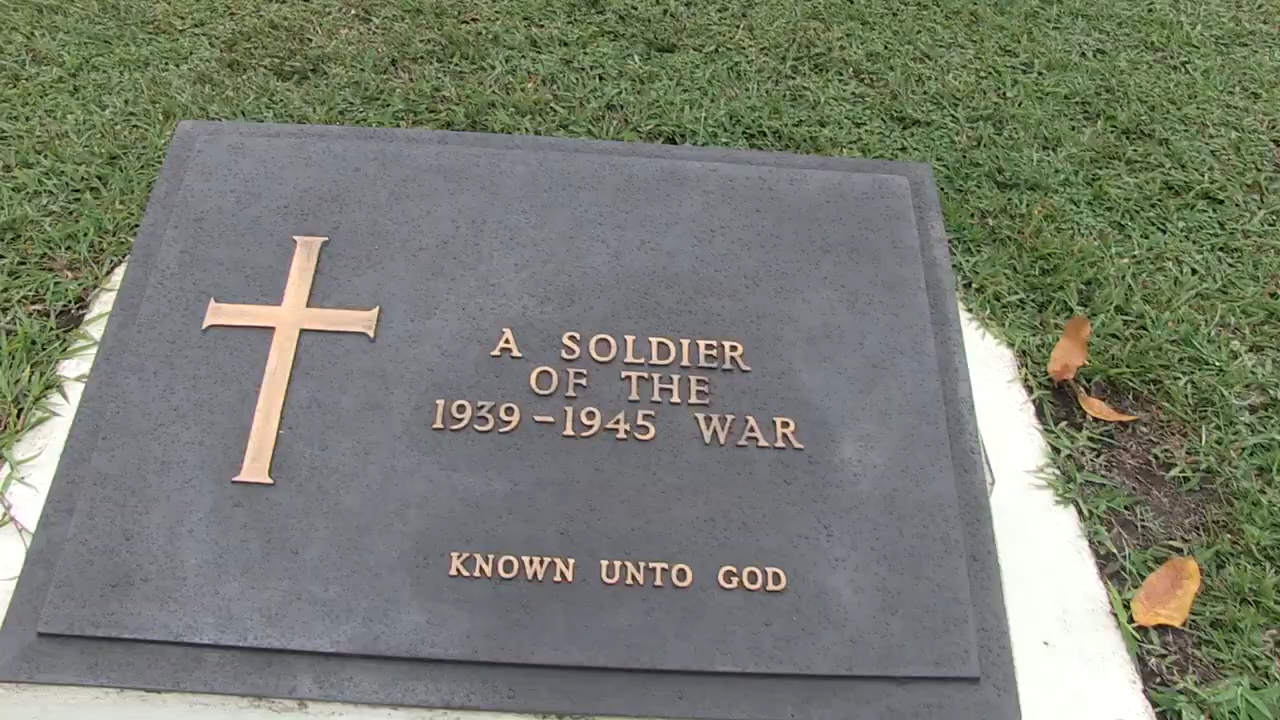 A SOLDIER
OF THE
1939-1945 WAR
KNOWN UNTO GOD